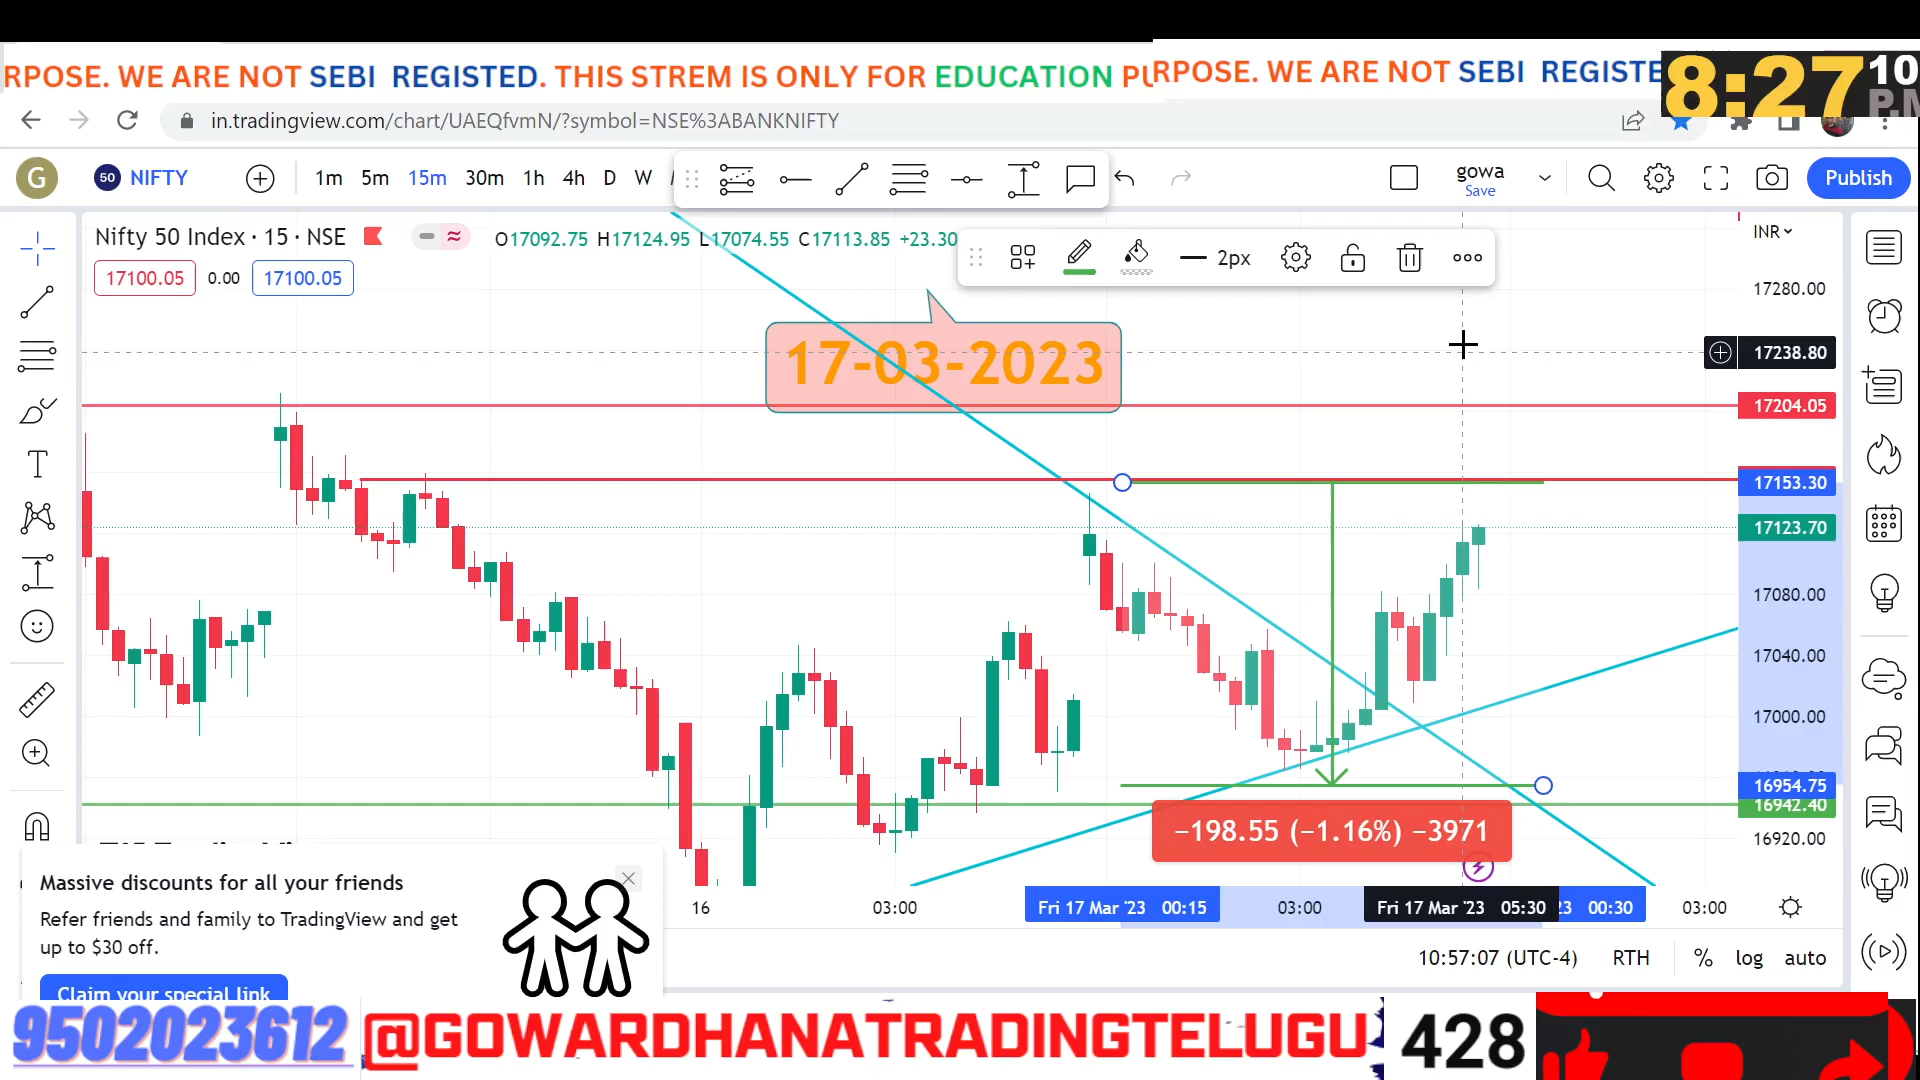 RPOSE. WE ARE NOT SEBI REGISTED. THIS STREM IS ONLY FOR EDUCATION PU
RPOSE. WE ARE NOT SEBI REGISTE
8:27 10 P.M
in.tradingview.com/chart/UAEQfvmN/?symbol=NSE%3ABANKNIFTY
G 50 NIFTY 1m 5m 15m 30m 1h 4h D W gowa Save Publish
Nifty 50 Index · 15 · NSE O17092.75 H17124.95 L17074.55 C17113.85 +23.30
2px
INR
17100.05 0.00 17100.05
17280.00
17-03-2023
17238.80
17204.05
17153.30
17123.70
17080.00
17040.00
17000.00
16954.75
16942.40
−198.55 (−1.16%) −3971
16920.00
16 03:00 Fri 17 Mar '23 00:15 03:00 Fri 17 Mar '23 05:30 23 00:30 03:00
Massive discounts for all your friends
Refer friends and family to TradingView and get
up to $30 off.
Claim your special link
10:57:07 (UTC-4) RTH % log auto
9502023612 @GOWARDHANATRADINGTELUGU 428